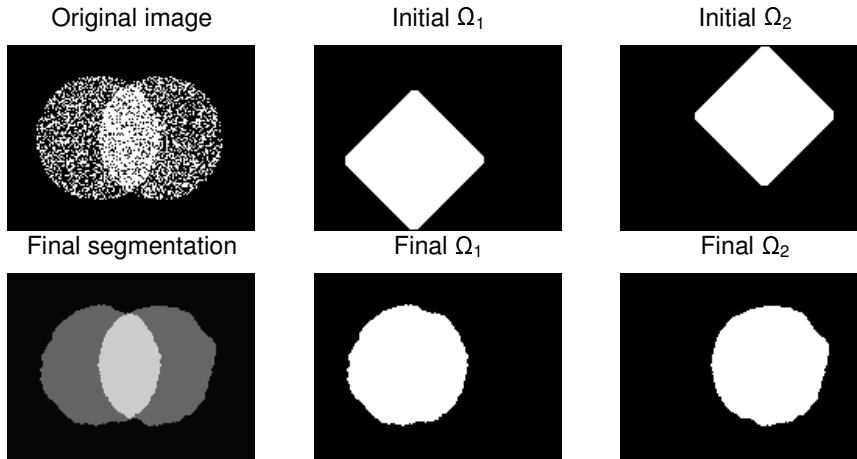 Original image
Initial Ω₁
Initial Ω₂
Final segmentation
Final Ω₁
Final Ω₂